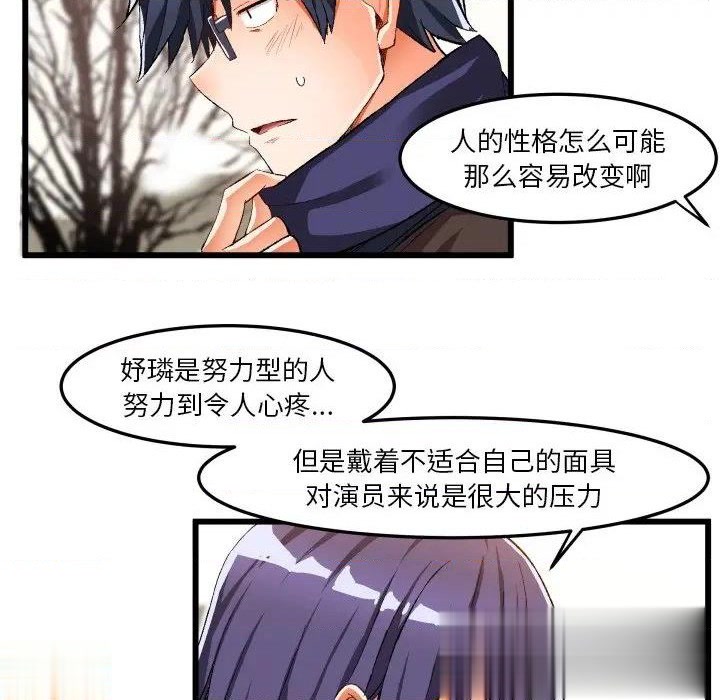 人的性格怎么可能
那么容易改变啊
妤璘是努力型的人
努力到令人心疼...
但是戴着不适合自己的面具
对演员来说是很大的压力